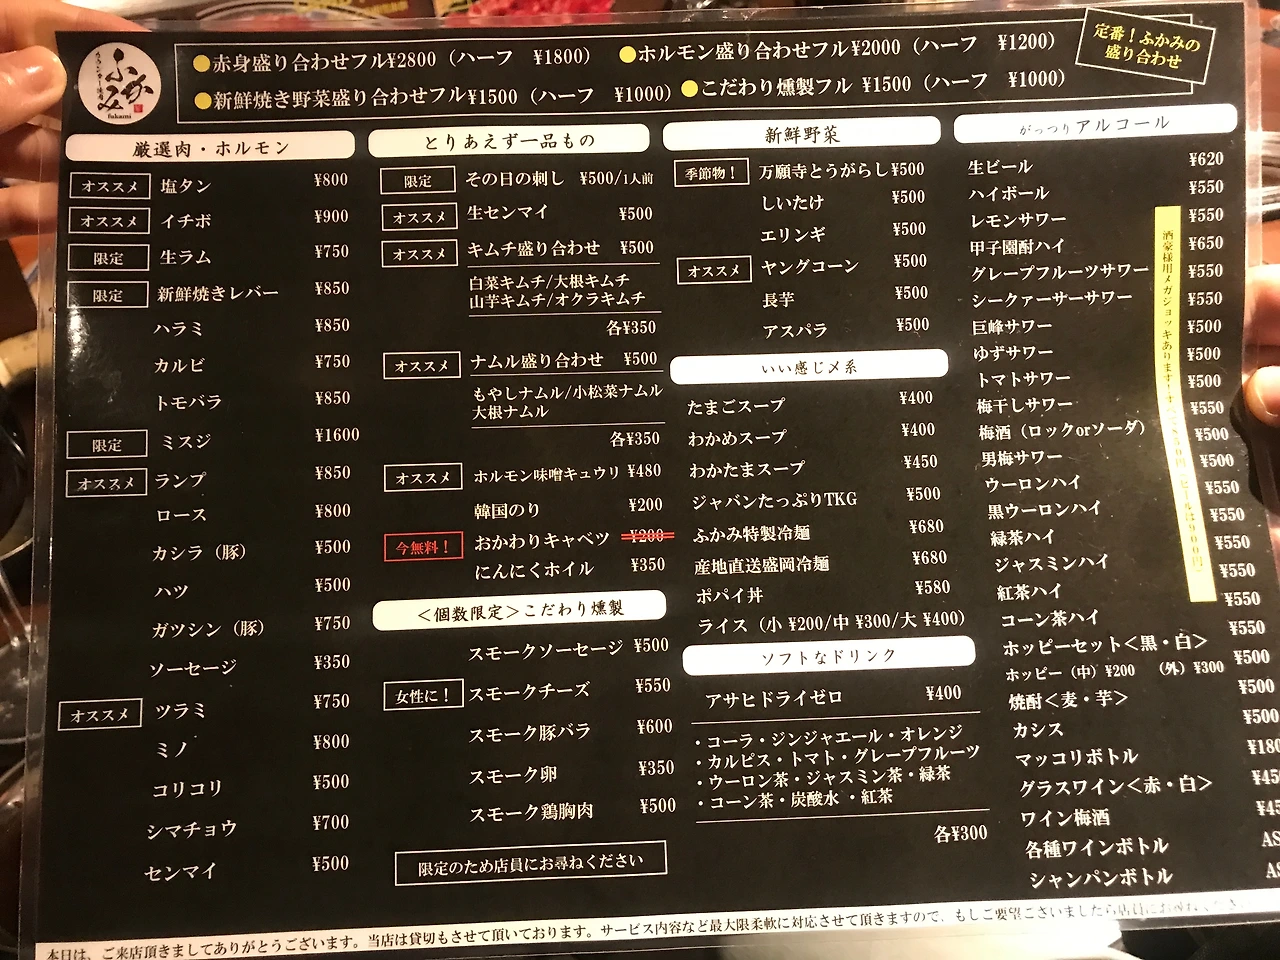 ふかみ
fukami
●赤身盛り合わせフル¥2800（ハーフ ¥1800）
●ホルモン盛り合わせフル¥2000（ハーフ ¥1200）
●新鮮焼き野菜盛り合わせフル¥1500（ハーフ ¥1000）
●こだわり燻製フル ¥1500（ハーフ ¥1000）
定番！ふかみの
盛り合わせ
厳選肉・ホルモン
オススメ 塩タン ¥800
オススメ イチボ ¥900
限定 生ラム ¥750
限定 新鮮焼きレバー ¥850
ハラミ ¥850
カルビ ¥750
トモバラ ¥850
限定 ミスジ ¥1600
オススメ ランプ ¥850
ロース ¥800
カシラ（豚） ¥500
ハツ ¥500
ガツシン（豚） ¥750
ソーセージ ¥350
オススメ ツラミ ¥750
ミノ ¥800
コリコリ ¥500
シマチョウ ¥700
センマイ ¥500
とりあえず一品もの
限定 その日の刺し ¥500/1人前
オススメ 生センマイ ¥500
オススメ キムチ盛り合わせ ¥500
白菜キムチ/大根キムチ
山芋キムチ/オクラキムチ
各¥350
オススメ ナムル盛り合わせ ¥500
もやしナムル/小松菜ナムル
大根ナムル
各¥350
オススメ ホルモン味噌キュウリ ¥480
韓国のり ¥200
今無料！ おかわりキャベツ ¥200
にんにくホイル ¥350
＜個数限定＞こだわり燻製
スモークソーセージ ¥500
女性に！ スモークチーズ ¥550
スモーク豚バラ ¥600
スモーク卵 ¥350
スモーク鶏胸肉 ¥500
限定のため店員にお尋ねください
新鮮野菜
季節物！ 万願寺とうがらし¥500
しいたけ ¥500
エリンギ ¥500
オススメ ヤングコーン ¥500
長芋 ¥500
アスパラ ¥500
いい感じ〆系
たまごスープ ¥400
わかめスープ ¥400
わかたまスープ ¥450
ジャパンたっぷりTKG ¥500
ふかみ特製冷麺 ¥680
産地直送盛岡冷麺 ¥680
ポパイ丼 ¥580
ライス（小 ¥200/中 ¥300/大 ¥400）
ソフトなドリンク
アサヒドライゼロ ¥400
・コーラ・ジンジャエール・オレンジ
・カルピス・トマト・グレープフルーツ
・ウーロン茶・ジャスミン茶・緑茶
・コーン茶・炭酸水 ・紅茶
各¥300
がっつりアルコール
生ビール ¥620
ハイボール ¥550
レモンサワー ¥550
甲子園酎ハイ ¥650
グレープフルーツサワー ¥550
シークァーサーサワー ¥550
巨峰サワー ¥500
ゆずサワー ¥500
トマトサワー ¥500
梅干しサワー ¥550
梅酒（ロックorソーダ） ¥500
男梅サワー ¥500
ウーロンハイ ¥550
黒ウーロンハイ ¥550
緑茶ハイ ¥550
ジャスミンハイ ¥550
紅茶ハイ ¥550
コーン茶ハイ ¥550
ホッピーセット＜黒・白＞ ¥500
ホッピー（中）¥200 （外）¥300
焼酎＜麦・芋＞ ¥500
カシス ¥500
マッコリボトル ¥180
グラスワイン＜赤・白＞ ¥45
ワイン梅酒 ¥45
各種ワインボトル AS
シャンパンボトル AS
酒豪様用メガジョッキあります！
本日は、ご来店頂きましてありがとうございます。当店は貸切もさせて頂いております。サービス内容など最大限柔軟に対応させて頂きますので、もしご要望ございましたら店員に